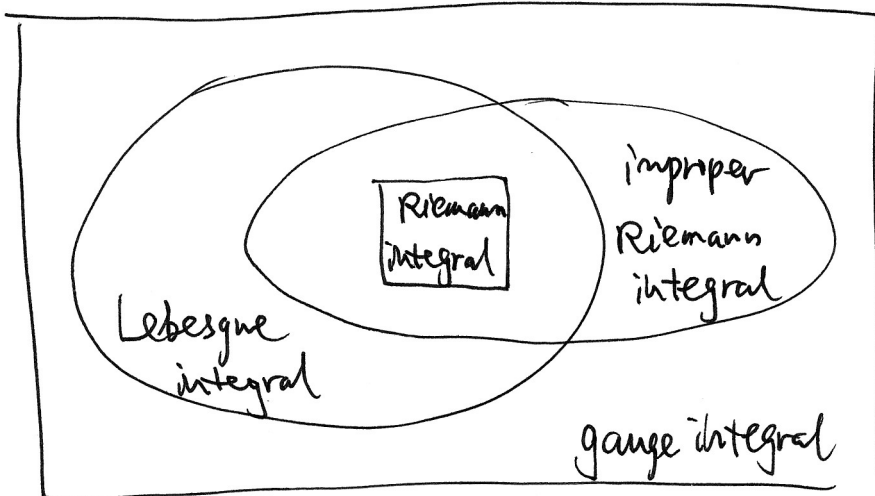 Riemann
integral
improper
Riemann
integral
Lebesgue
integral
gauge integral